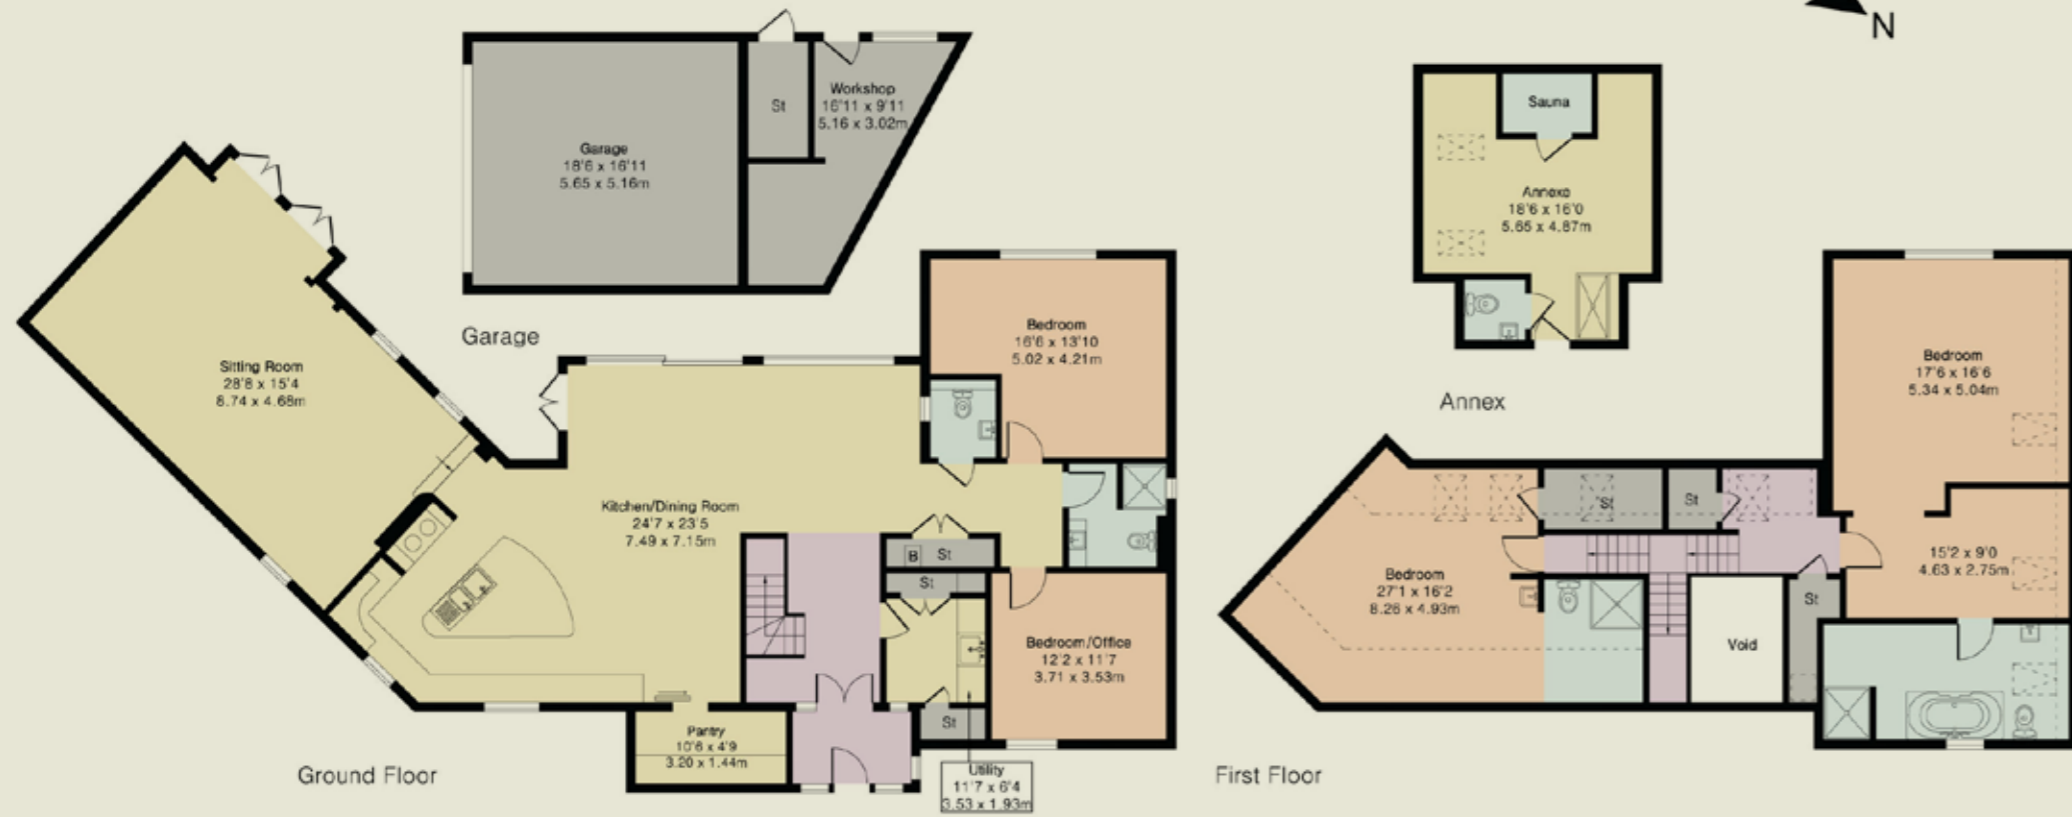 N
Garage
18'6 x 16'11
5.65 x 5.16m
St
Workshop
16'11 x 9'11
5.16 x 3.02m
Garage
Sitting Room
28'8 x 15'4
8.74 x 4.68m
Kitchen/Dining Room
24'7 x 23'5
7.49 x 7.15m
Bedroom
16'6 x 13'10
5.02 x 4.21m
B
St
St
Bedroom/Office
12'2 x 11'7
3.71 x 3.53m
St
Pantry
10'6 x 4'9
3.20 x 1.44m
Utility
11'7 x 6'4
3.53 x 1.93m
Ground Floor
Sauna
Annexe
18'6 x 16'0
5.65 x 4.87m
Annex
Bedroom
17'6 x 16'6
5.34 x 5.04m
St
St
Bedroom
27'1 x 16'2
8.26 x 4.93m
15'2 x 9'0
4.63 x 2.75m
St
Void
First Floor